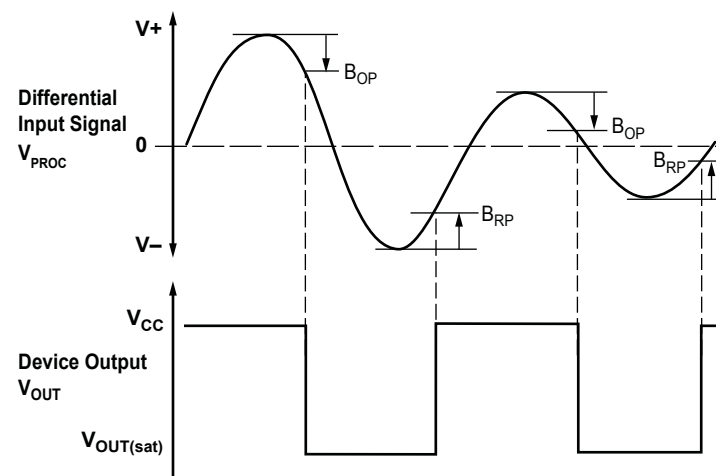 V+
B_OP
Differential
Input Signal
V_PROC
0
B_OP
B_RP
B_RP
V–
V_CC
Device Output
V_OUT
V_OUT(sat)